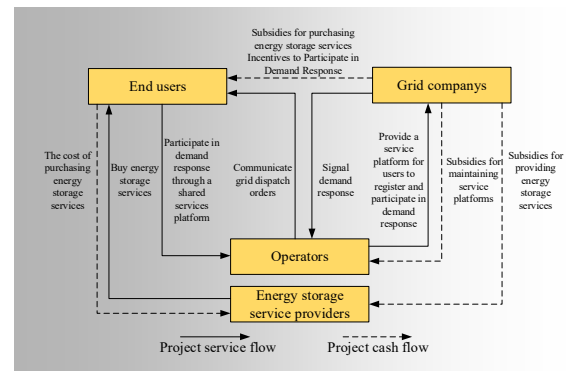 Subsidies for purchasing
energy storage services
Incentives to Participate in
Demand Response
End users
Grid companys
The cost of
purchasing
energy
storage
services
Buy energy
storage
services
Participate in
demand
response
through a
shared
services
platform
Communicate
grid dispatch
orders
Signal
demand
response
Provide a
service
platform for
users to
register and
participate in
demand
response
Subsidies for
maintaining
service
platforms
Subsidies for
providing
energy
storage
services
Operators
Energy storage
service providers
Project service flow
Project cash flow